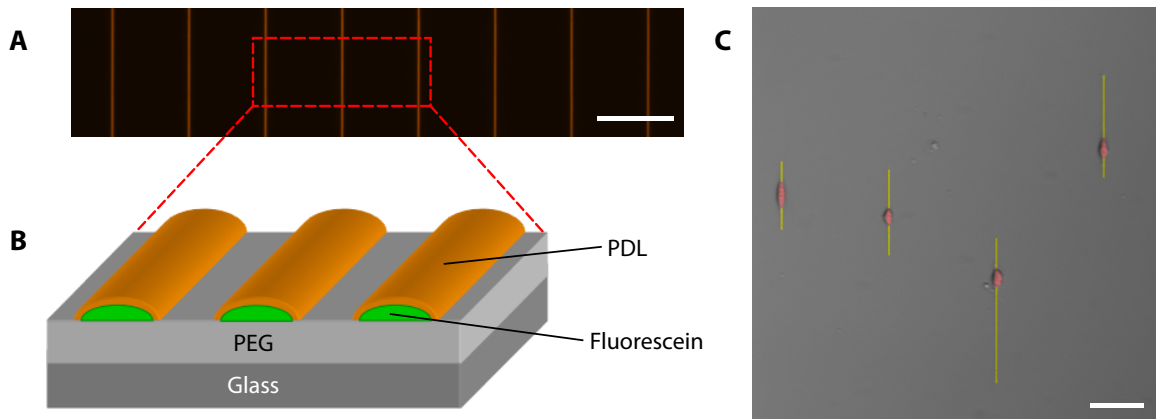 A
B
C
PDL
Fluorescein
PEG
Glass